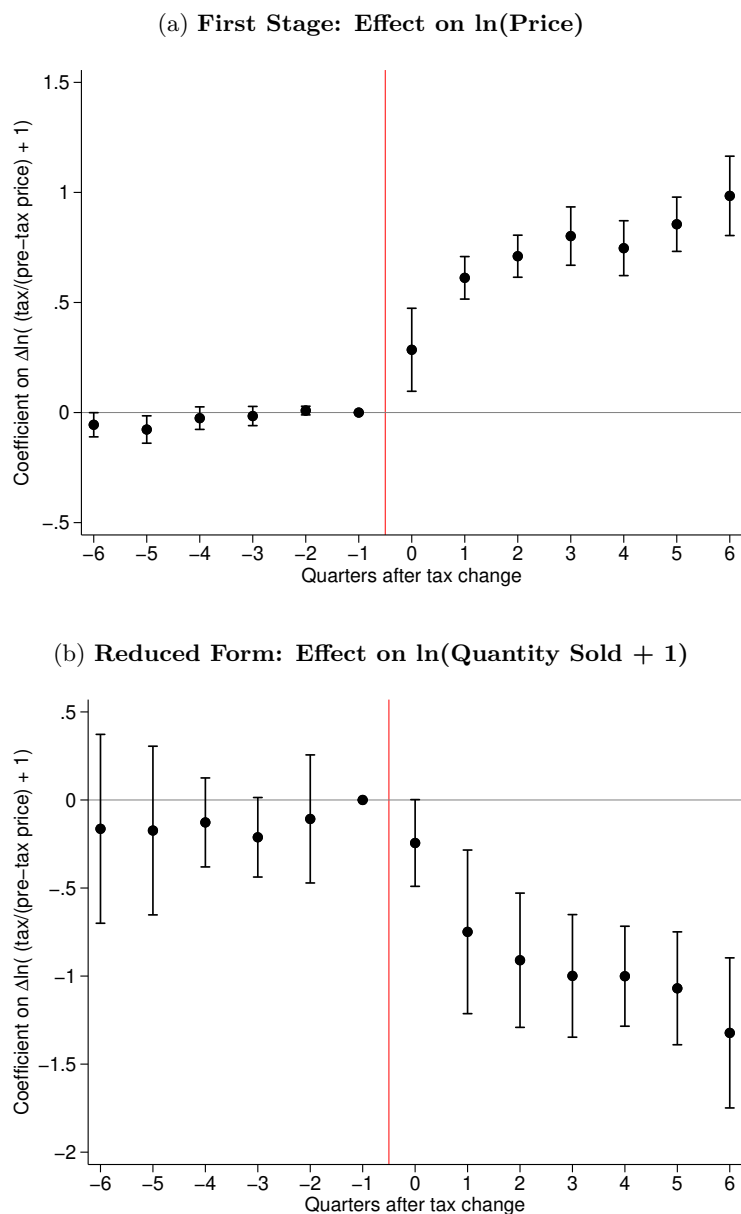 (a) First Stage: Effect on ln(Price)
Coefficient on Δln( (tax/(pre−tax price) + 1)
1.5
1
.5
0
−.5
−6 −5 −4 −3 −2 −1 0 1 2 3 4 5 6
Quarters after tax change
(b) Reduced Form: Effect on ln(Quantity Sold + 1)
Coefficient on Δln( (tax/(pre−tax price) + 1)
.5
0
−.5
−1
−1.5
−2
−6 −5 −4 −3 −2 −1 0 1 2 3 4 5 6
Quarters after tax change